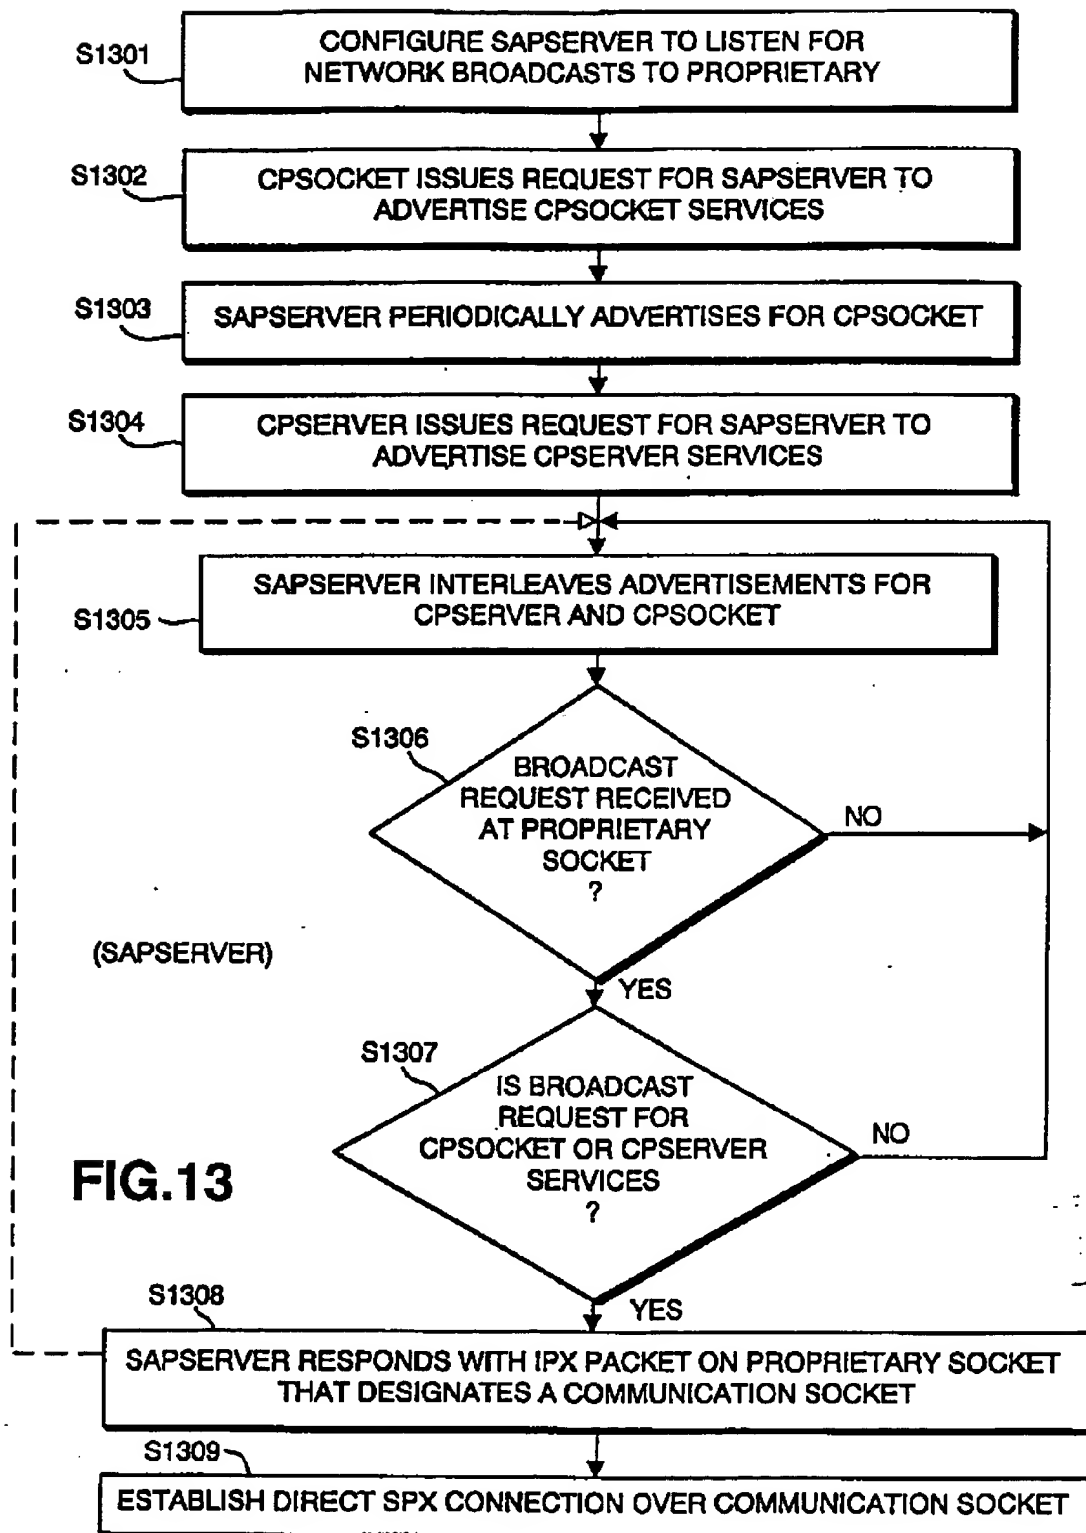 S1301
CONFIGURE SAPSERVER TO LISTEN FOR
NETWORK BROADCASTS TO PROPRIETARY
S1302
CPSOCKET ISSUES REQUEST FOR SAPSERVER TO
ADVERTISE CPSOCKET SERVICES
S1303
SAPSERVER PERIODICALLY ADVERTISES FOR CPSOCKET
S1304
CPSERVER ISSUES REQUEST FOR SAPSERVER TO
ADVERTISE CPSERVER SERVICES
S1305
SAPSERVER INTERLEAVES ADVERTISEMENTS FOR
CPSERVER AND CPSOCKET
S1306
BROADCAST
REQUEST RECEIVED
AT PROPRIETARY
SOCKET
?
NO
(SAPSERVER)
YES
S1307
IS BROADCAST
REQUEST FOR
CPSOCKET OR CPSERVER
SERVICES
?
NO
FIG.13
YES
S1308
SAPSERVER RESPONDS WITH IPX PACKET ON PROPRIETARY SOCKET
THAT DESIGNATES A COMMUNICATION SOCKET
S1309
ESTABLISH DIRECT SPX CONNECTION OVER COMMUNICATION SOCKET